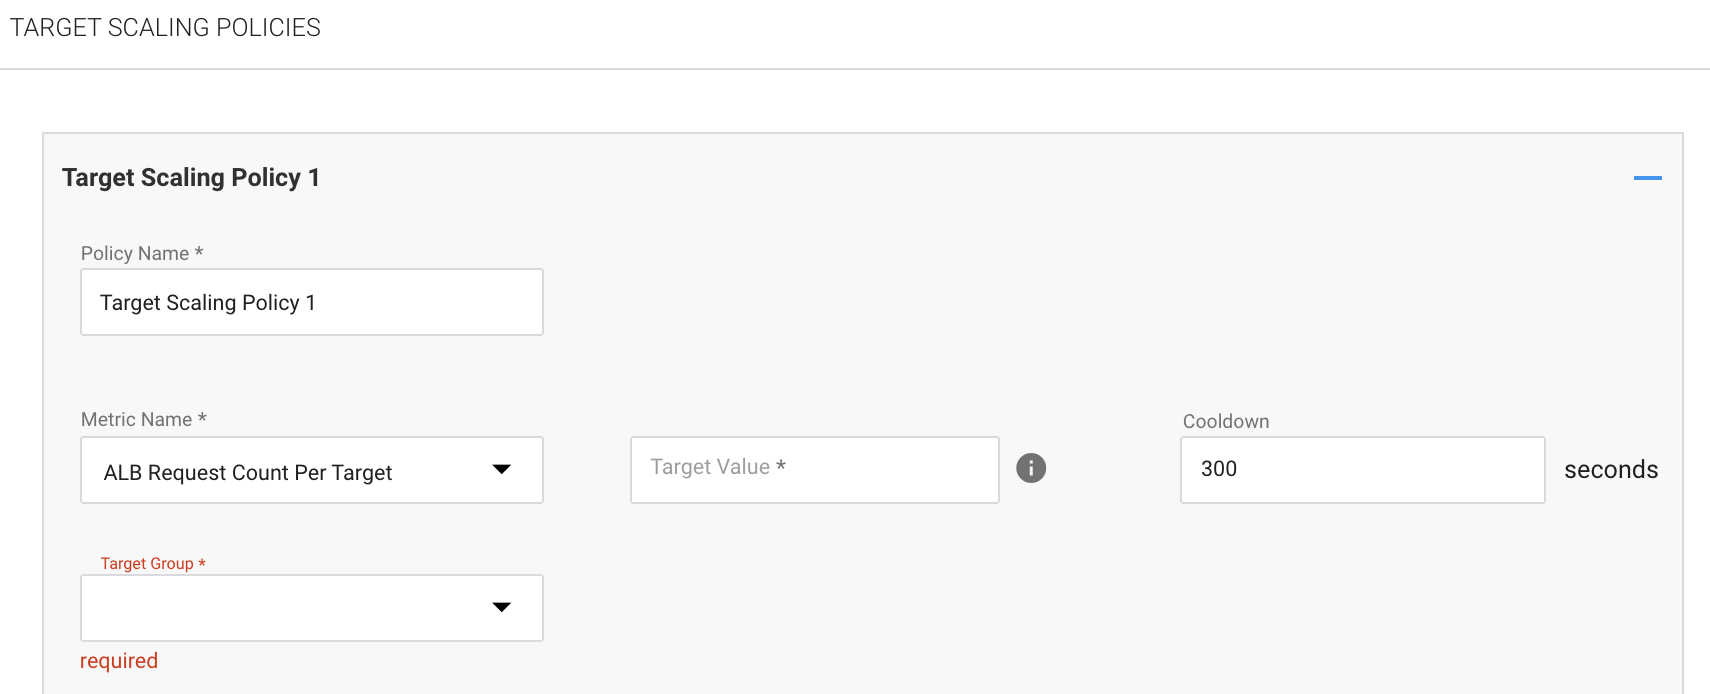 TARGET SCALING POLICIES
Target Scaling Policy 1
Policy Name *
Target Scaling Policy 1
Metric Name *
ALB Request Count Per Target
Target Value *
Cooldown
300
seconds
Target Group *
required